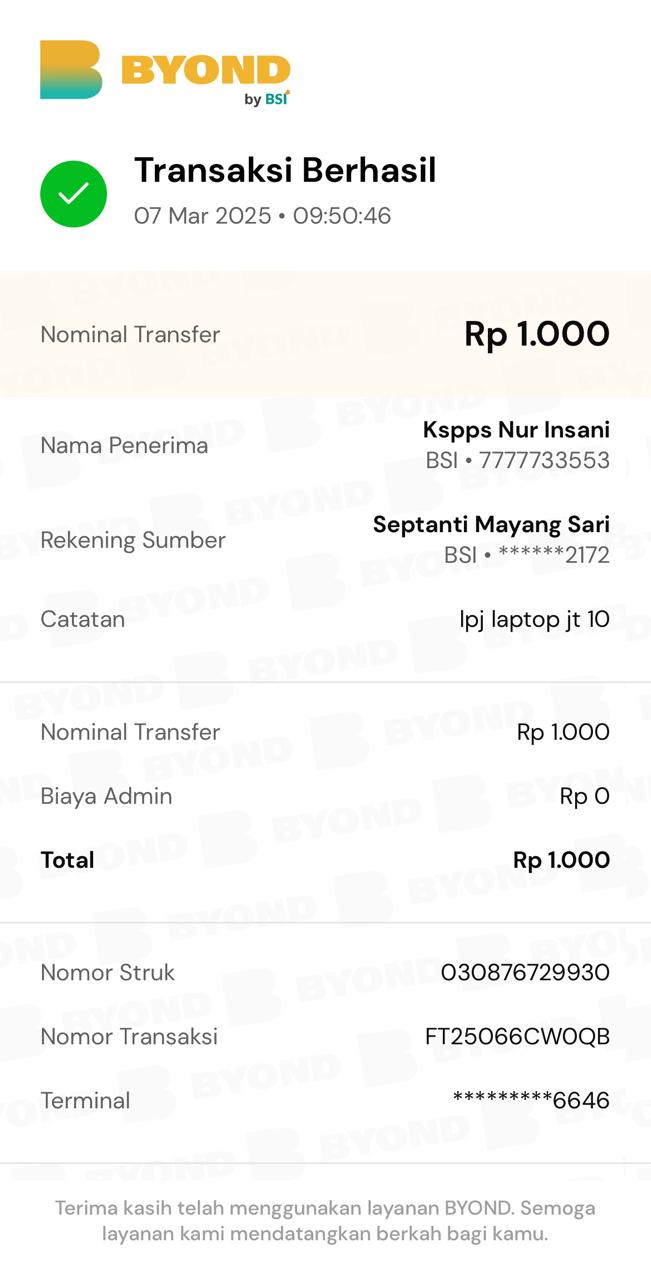 BYOND
by BSI
Transaksi Berhasil
07 Mar 2025 • 09:50:46
Nominal Transfer Rp 1.000
Nama Penerima Kspps Nur Insani
BSI • 7777733553
Rekening Sumber Septanti Mayang Sari
BSI • ******2172
Catatan lpj laptop jt 10
Nominal Transfer Rp 1.000
Biaya Admin Rp 0
Total Rp 1.000
Nomor Struk 030876729930
Nomor Transaksi FT25066CW0QB
Terminal *********6646
Terima kasih telah menggunakan layanan BYOND. Semoga
layanan kami mendatangkan berkah bagi kamu.